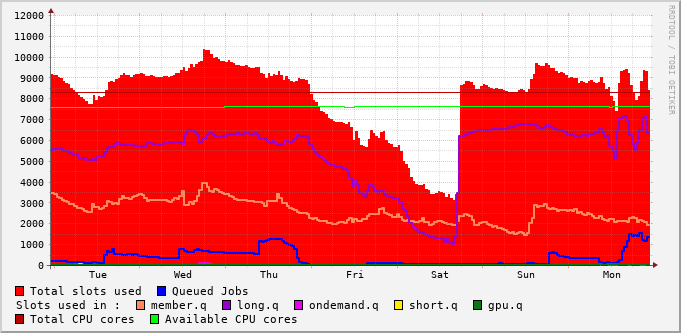 RRDTOOL / TOBI OETIKER
12000
11000
10000
9000
8000
7000
6000
5000
4000
3000
2000
1000
0
Tue Wed Thu Fri Sat Sun Mon
Total slots used Queued Jobs
Slots used in : member.q long.q ondemand.q short.q gpu.q
Total CPU cores Available CPU cores